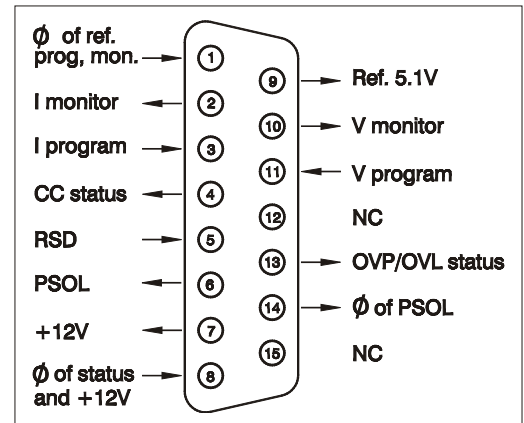 Ø of ref.
prog, mon.
I monitor
I program
CC status
RSD
PSOL
+12V
Ø of status
and +12V
1
2
3
4
5
6
7
8
9
10
11
12
13
14
15
Ref. 5.1V
V monitor
V program
NC
OVP/OVL status
Ø of PSOL
NC